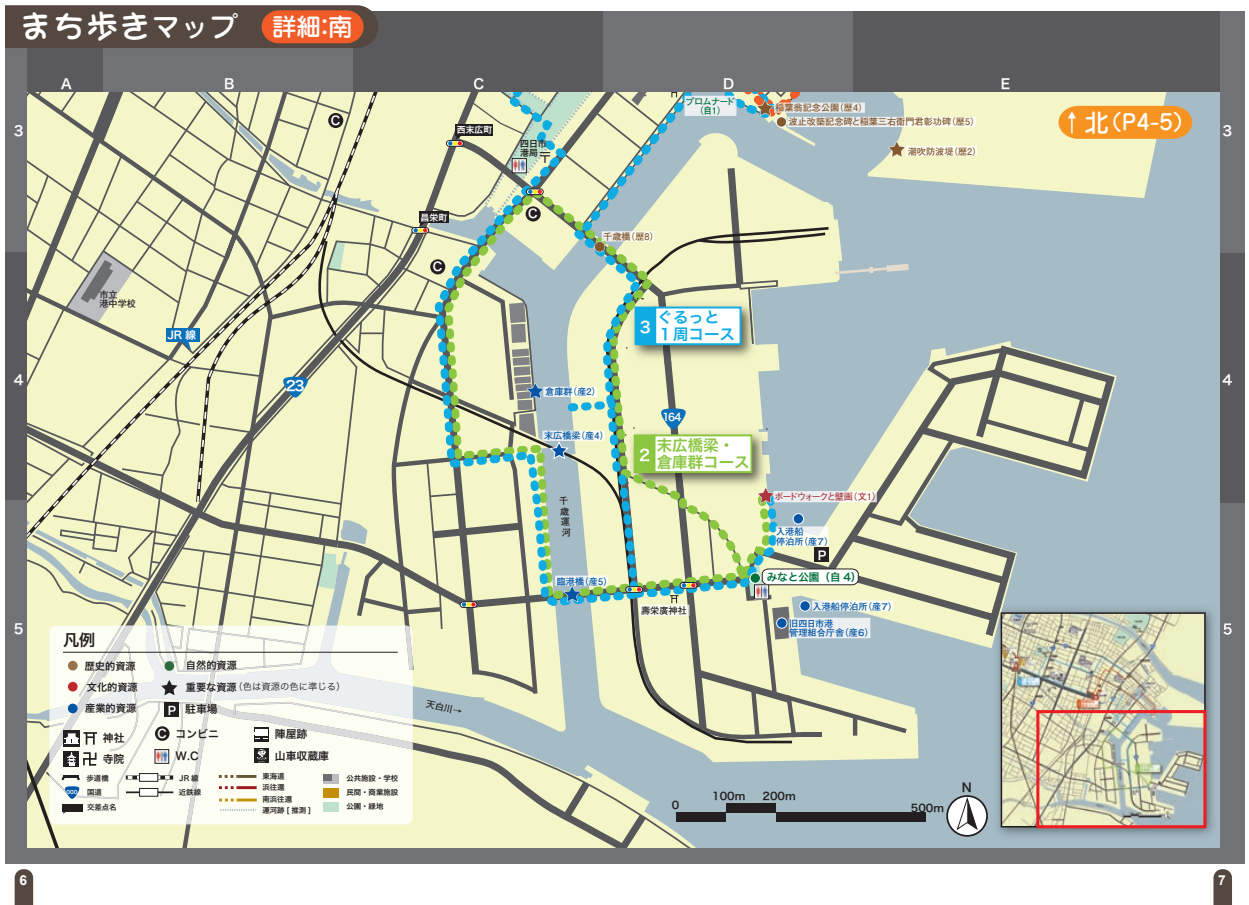 まち歩きマップ 詳細:南
A B C D E
3
3
4
4
5
5
↑北(P4-5)
プロムナード
(自1)
稲葉翁記念公園(歴4)
波止改築記念碑と稲葉三右衛門君彰功碑(歴5)
潮吹防波堤(歴2)
西末広町
四日市
港局
昌栄町
C
C
C
千歳橋(歴8)
市立
港中学校
JR線
23
3 ぐるっと
1周コース
164
倉庫群(産2)
末広橋梁(産4)
2 末広橋梁・
倉庫群コース
千歳運河
ボードウォークと壁画(文1)
入港船
停泊所(産7)
P
みなと公園(自4)
臨港橋(産5)
壽栄廣神社
入港船停泊所(産7)
旧四日市港
管理組合庁舎(産6)
天白川→
凡例
歴史的資源
自然的資源
文化的資源
重要な資源(色は資源の色に準じる)
産業的資源
P 駐車場
神社
C コンビニ
陣屋跡
寺院
W.C
山車収蔵庫
歩道橋
JR線
東海道
公共施設・学校
000 国道
近鉄線
浜往還
民間・商業施設
交差点名
南浜往還
公園・緑地
運河跡[推測]
0 100m 200m 500m
N
6
7